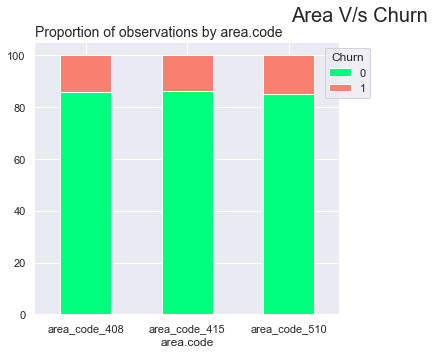 Area V/s Churn
Proportion of observations by area.code
Churn
0
1
100
80
60
40
20
0
area_code_408
area_code_415
area_code_510
area.code